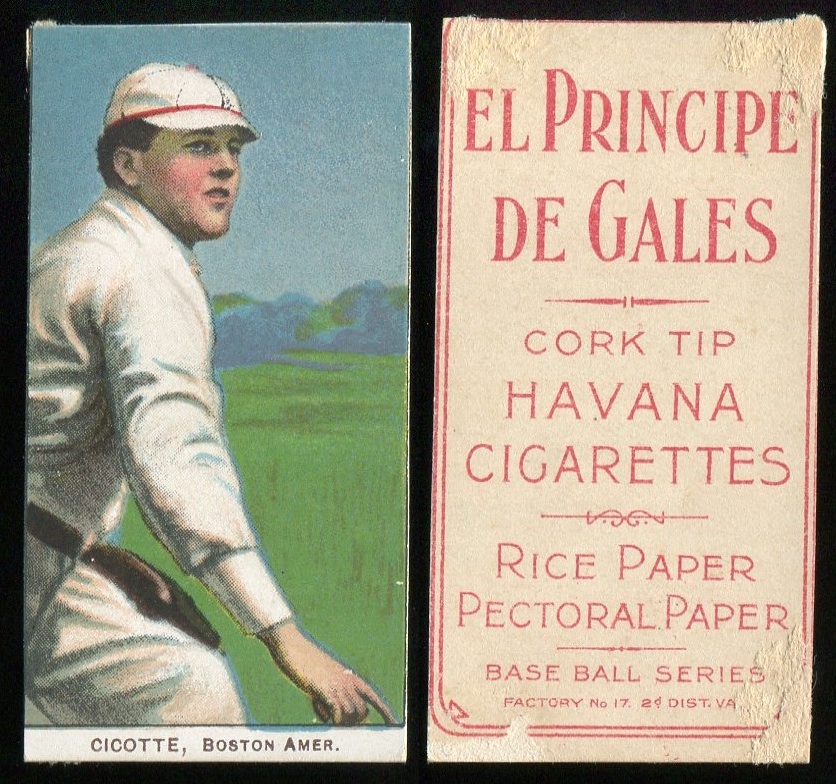 CICOTTE, BOSTON AMER.
EL PRINCIPE
DE GALES
CORK TIP
HAVANA
CIGARETTES
RICE PAPER
PECTORAL PAPER
BASE BALL SERIES
FACTORY No 17. 2d DIST. VA